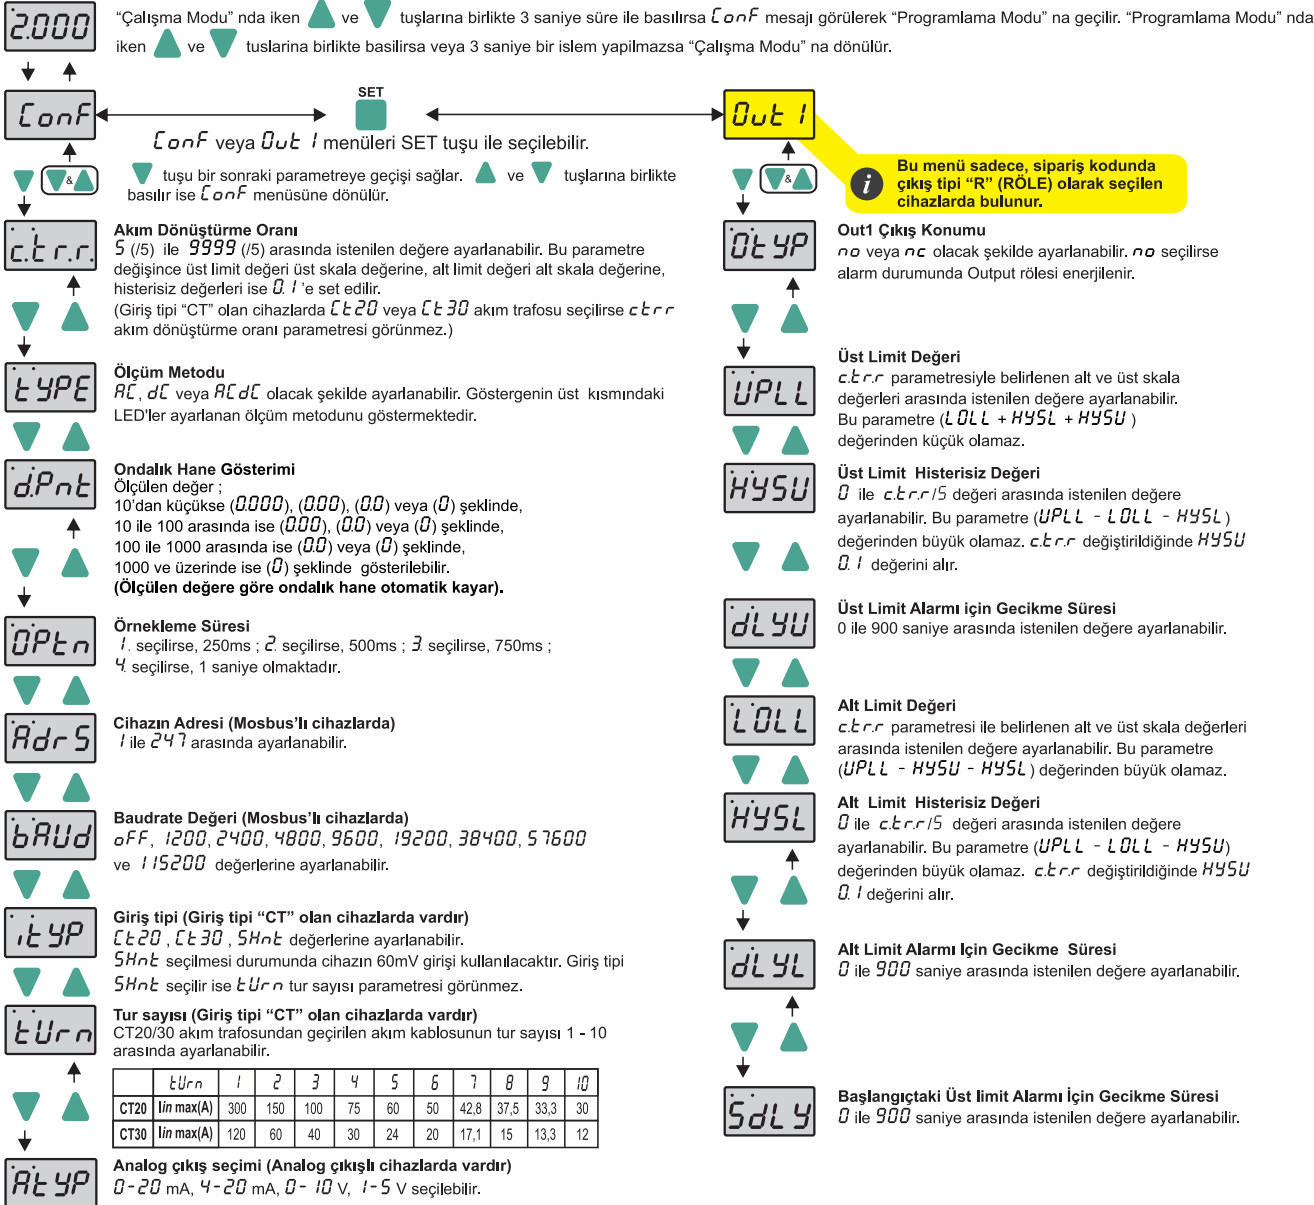 2.000
“Çalışma Modu” nda iken ve tuşlarına birlikte 3 saniye süre ile basılırsa ConF mesajı görülerek “Programlama Modu” na geçilir. “Programlama Modu” nda
iken ve tuslarina birlikte basilirsa veya 3 saniye bir islem yapilmazsa “Çalışma Modu” na dönülür.
ConF
SET
ConF veya Out 1 menüleri SET tuşu ile seçilebilir.
&
tuşu bir sonraki parametreye geçişi sağlar. ve tuşlarına birlikte
basılır ise ConF menüsüne dönülür.
c.t r.r.
Akım Dönüştürme Oranı
5 (/5) ile 9999 (/5) arasında istenilen değere ayarlanabilir. Bu parametre
değişince üst limit değeri üst skala değerine, alt limit değeri alt skala değerine,
histerisiz değerleri ise 0.1 'e set edilir.
(Giriş tipi “CT” olan cihazlarda Ct20 veya Ct30 akım trafosu seçilirse ctrr
akım dönüştürme oranı parametresi görünmez.)
tYPE
Ölçüm Metodu
AC, dC veya ACdC olacak şekilde ayarlanabilir. Göstergenin üst kısmındaki
LED'ler ayarlanan ölçüm metodunu göstermektedir.
d.Pnt
Ondalık Hane Gösterimi
Ölçülen değer ;
10’dan küçükse (0.000), (0.00), (0.0) veya (0) şeklinde,
10 ile 100 arasında ise (0.00), (0.0) veya (0) şeklinde,
100 ile 1000 arasında ise (0.0) veya (0) şeklinde,
1000 ve üzerinde ise (0) şeklinde gösterilebilir.
(Ölçülen değere göre ondalık hane otomatik kayar).
OPtn
Örnekleme Süresi
1. seçilirse, 250ms ; 2. seçilirse, 500ms ; 3. seçilirse, 750ms ;
4. seçilirse, 1 saniye olmaktadır.
AdrS
Cihazın Adresi (Mosbus’lı cihazlarda)
1 ile 247 arasında ayarlanabilir.
bAUd
Baudrate Değeri (Mosbus’lı cihazlarda)
oFF, 1200, 2400, 4800, 9600, 19200, 38400, 57600
ve 115200 değerlerine ayarlanabilir.
itYP
Giriş tipi (Giriş tipi “CT” olan cihazlarda vardır)
Ct20 , Ct30 , SHnt değerlerine ayarlanabilir.
SHnt seçilmesi durumunda cihazın 60mV girişi kullanılacaktır. Giriş tipi
SHnt seçilir ise tUrn tur sayısı parametresi görünmez.
tUrn
Tur sayısı (Giriş tipi “CT” olan cihazlarda vardır)
CT20/30 akım trafosundan geçirilen akım kablosunun tur sayısı 1 - 10
arasında ayarlanabilir.
tUrn 1 2 3 4 5 6 7 8 9 10
CT20 Iin max(A) 300 150 100 75 60 50 42,8 37,5 33,3 30
CT30 Iin max(A) 120 60 40 30 24 20 17,1 15 13,3 12
AtYP
Analog çıkış seçimi (Analog çıkışlı cihazlarda vardır)
0-20 mA, 4-20 mA, 0-10 V, 1-5 V seçilebilir.
Out 1
&
i
Bu menü sadece, sipariş kodunda
çıkış tipi “R” (RÖLE) olarak seçilen
cihazlarda bulunur.
OtYP
Out1 Çıkış Konumu
no veya nc olacak şekilde ayarlanabilir. no seçilirse
alarm durumunda Output rölesi enerjilenir.
UPLL
Üst Limit Değeri
c.t r.r parametresiyle belirlenen alt ve üst skala
değerleri arasında istenilen değere ayarlanabilir.
Bu parametre (LOLL + HYSL + HYSU )
değerinden küçük olamaz.
HYSU
Üst Limit Histerisiz Değeri
0 ile c.t r.r/5 değeri arasında istenilen değere
ayarlanabilir. Bu parametre (UPLL - LOLL - HYSL )
değerinden büyük olamaz. c.t r.r değiştirildiğinde HYSU
0.1 değerini alır.
dLYU
Üst Limit Alarmı için Gecikme Süresi
0 ile 900 saniye arasında istenilen değere ayarlanabilir.
LOLL
Alt Limit Değeri
c.t r.r parametresi ile belirlenen alt ve üst skala değerleri
arasında istenilen değere ayarlanabilir. Bu parametre
(UPLL - HYSU - HYSL ) değerinden büyük olamaz.
HYSL
Alt Limit Histerisiz Değeri
0 ile c.t r.r/5 değeri arasında istenilen değere
ayarlanabilir. Bu parametre (UPLL - LOLL - HYSU)
değerinden büyük olamaz. c.t r.r değiştirildiğinde HYSU
0.1 değerini alır.
dLYL
Alt Limit Alarmı Için Gecikme Süresi
0 ile 900 saniye arasında istenilen değere ayarlanabilir.
SdLY
Başlangıçtaki Üst limit Alarmı İçin Gecikme Süresi
0 ile 900 saniye arasında istenilen değere ayarlanabilir.